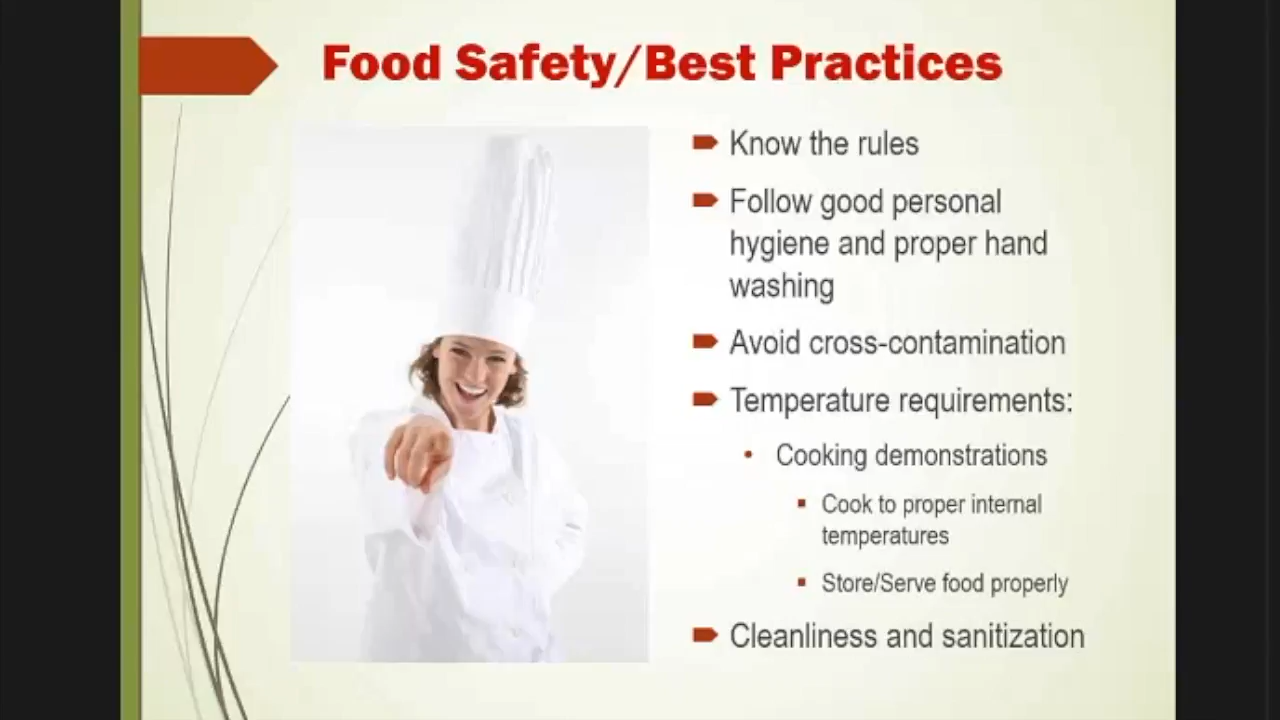 Food Safety/Best Practices
Know the rules
Follow good personal
hygiene and proper hand
washing
Avoid cross-contamination
Temperature requirements:
Cooking demonstrations
Cook to proper internal
temperatures
Store/Serve food properly
Cleanliness and sanitization